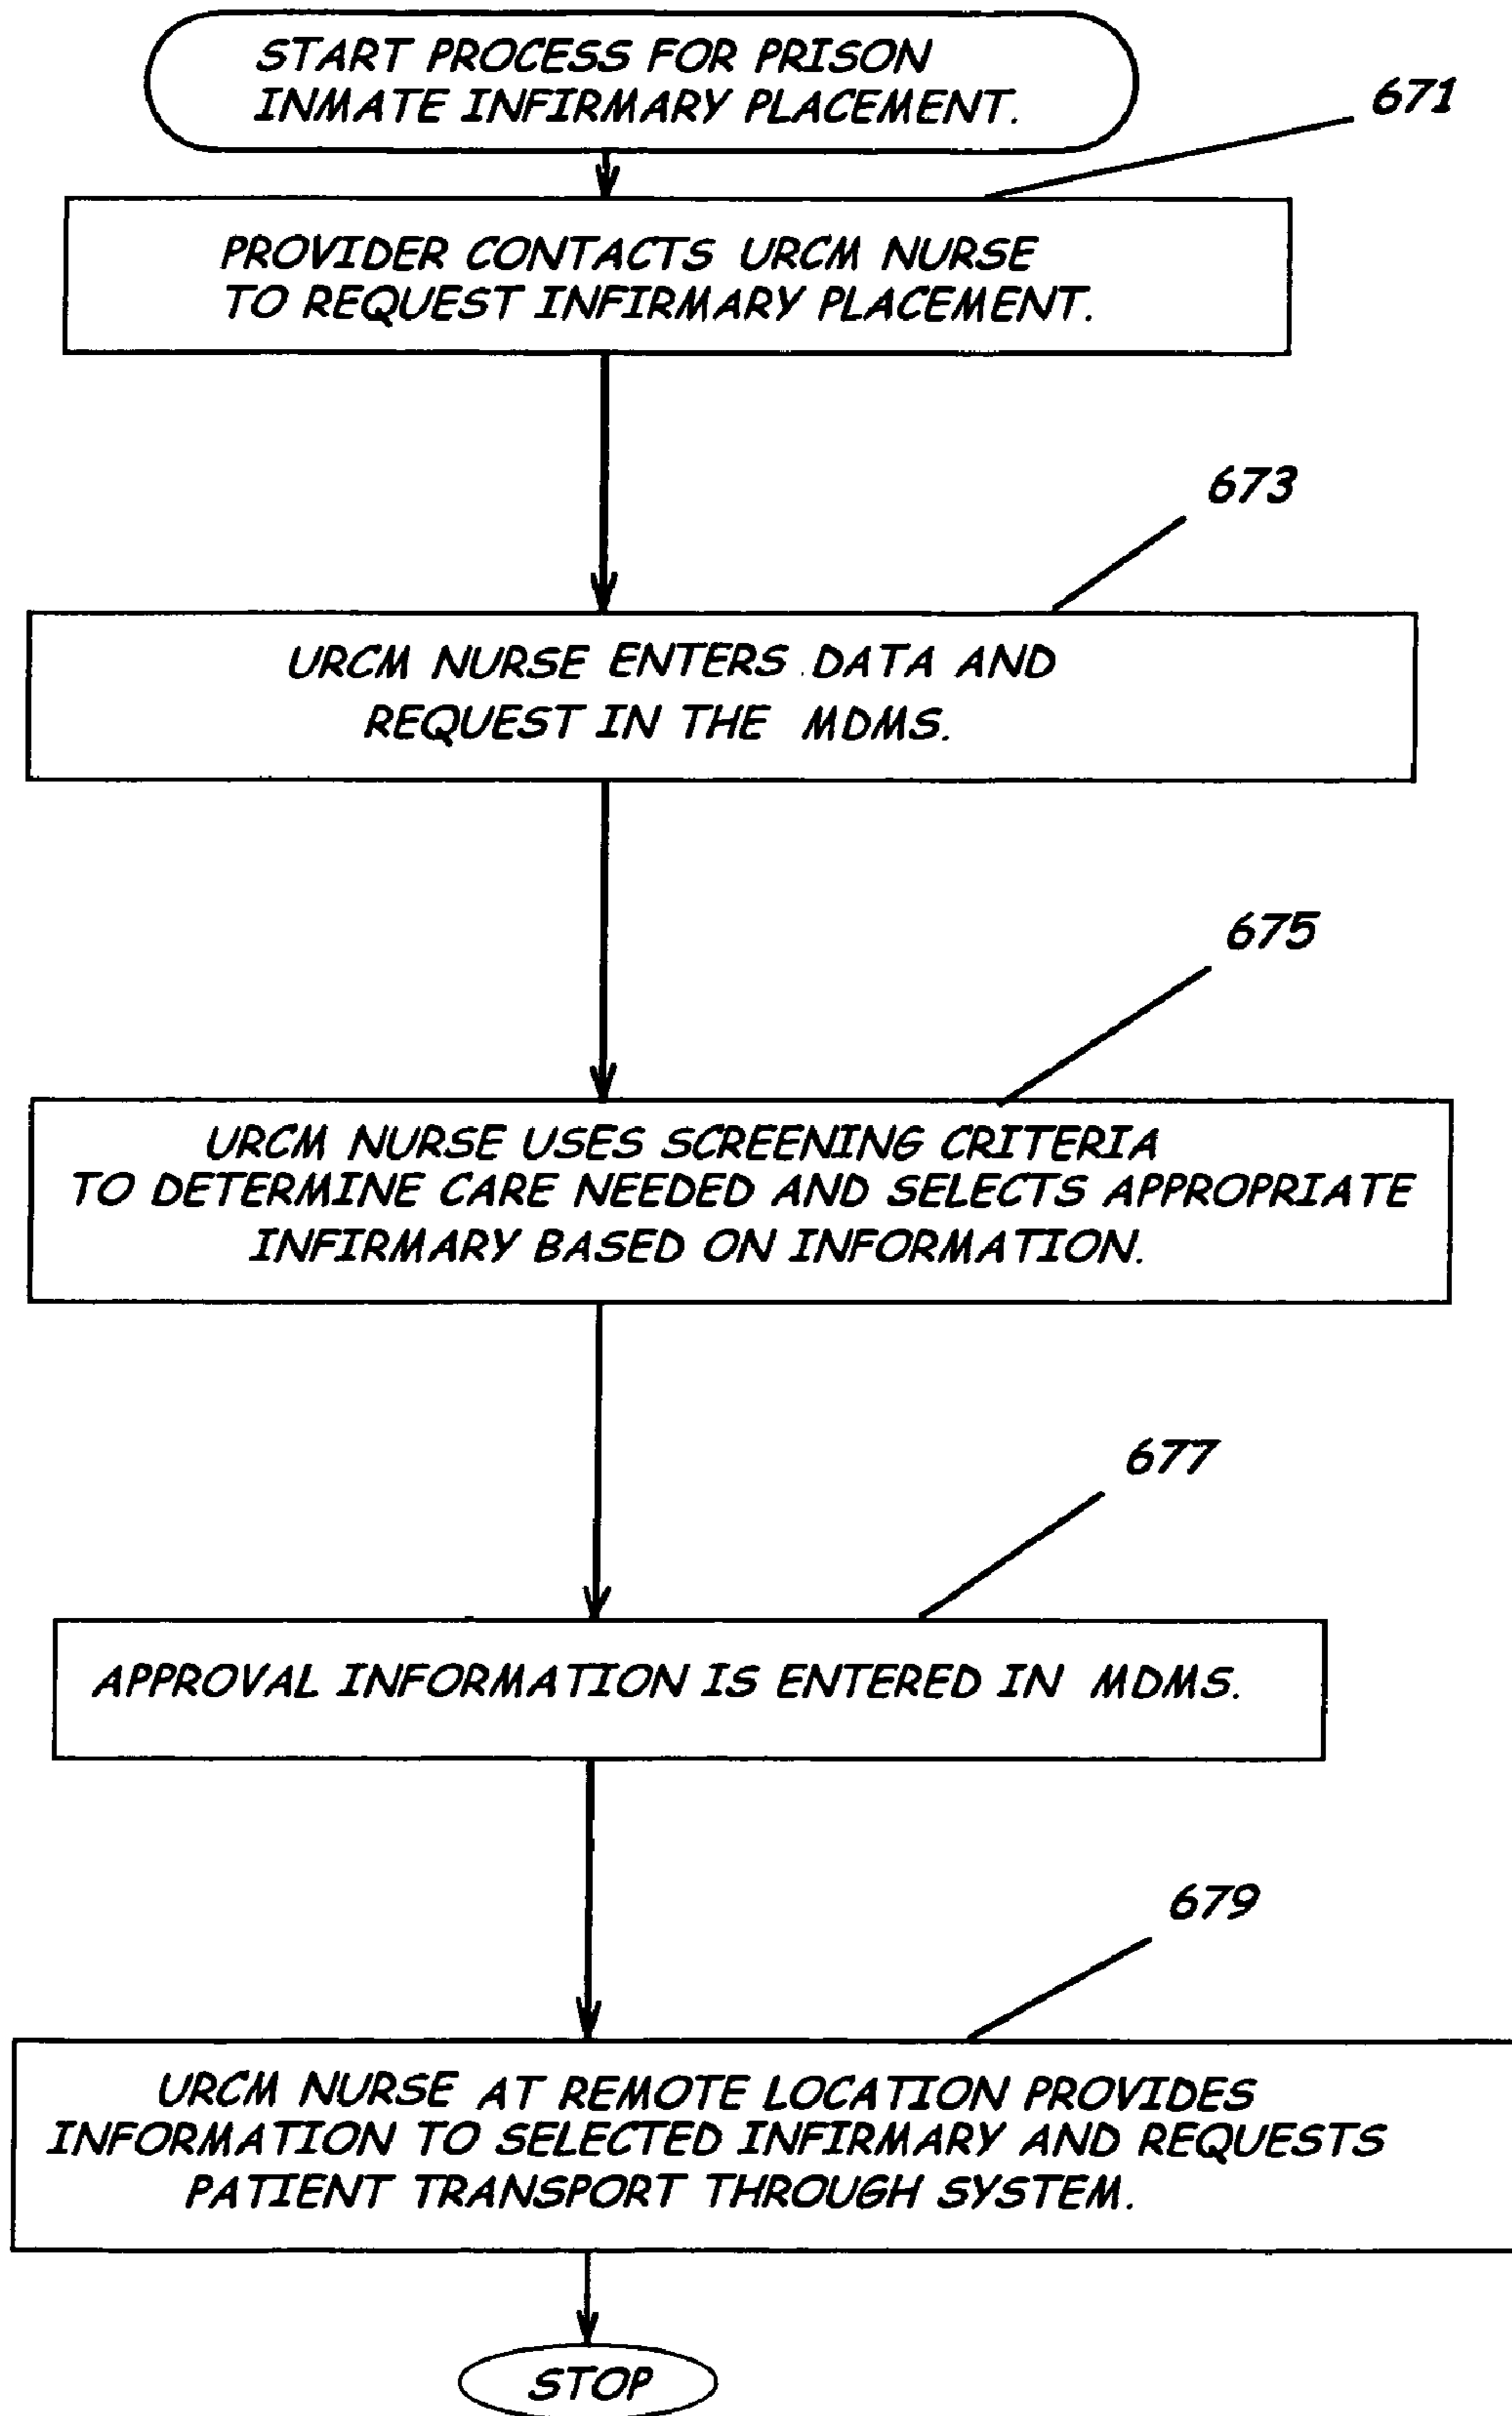 START PROCESS FOR PRISON
INMATE INFIRMARY PLACEMENT.
671
PROVIDER CONTACTS URCM NURSE
TO REQUEST INFIRMARY PLACEMENT.
673
URCM NURSE ENTERS DATA AND
REQUEST IN THE MDMS.
675
URCM NURSE USES SCREENING CRITERIA
TO DETERMINE CARE NEEDED AND SELECTS APPROPRIATE
INFIRMARY BASED ON INFORMATION.
677
APPROVAL INFORMATION IS ENTERED IN MDMS.
679
URCM NURSE AT REMOTE LOCATION PROVIDES
INFORMATION TO SELECTED INFIRMARY AND REQUESTS
PATIENT TRANSPORT THROUGH SYSTEM.
STOP